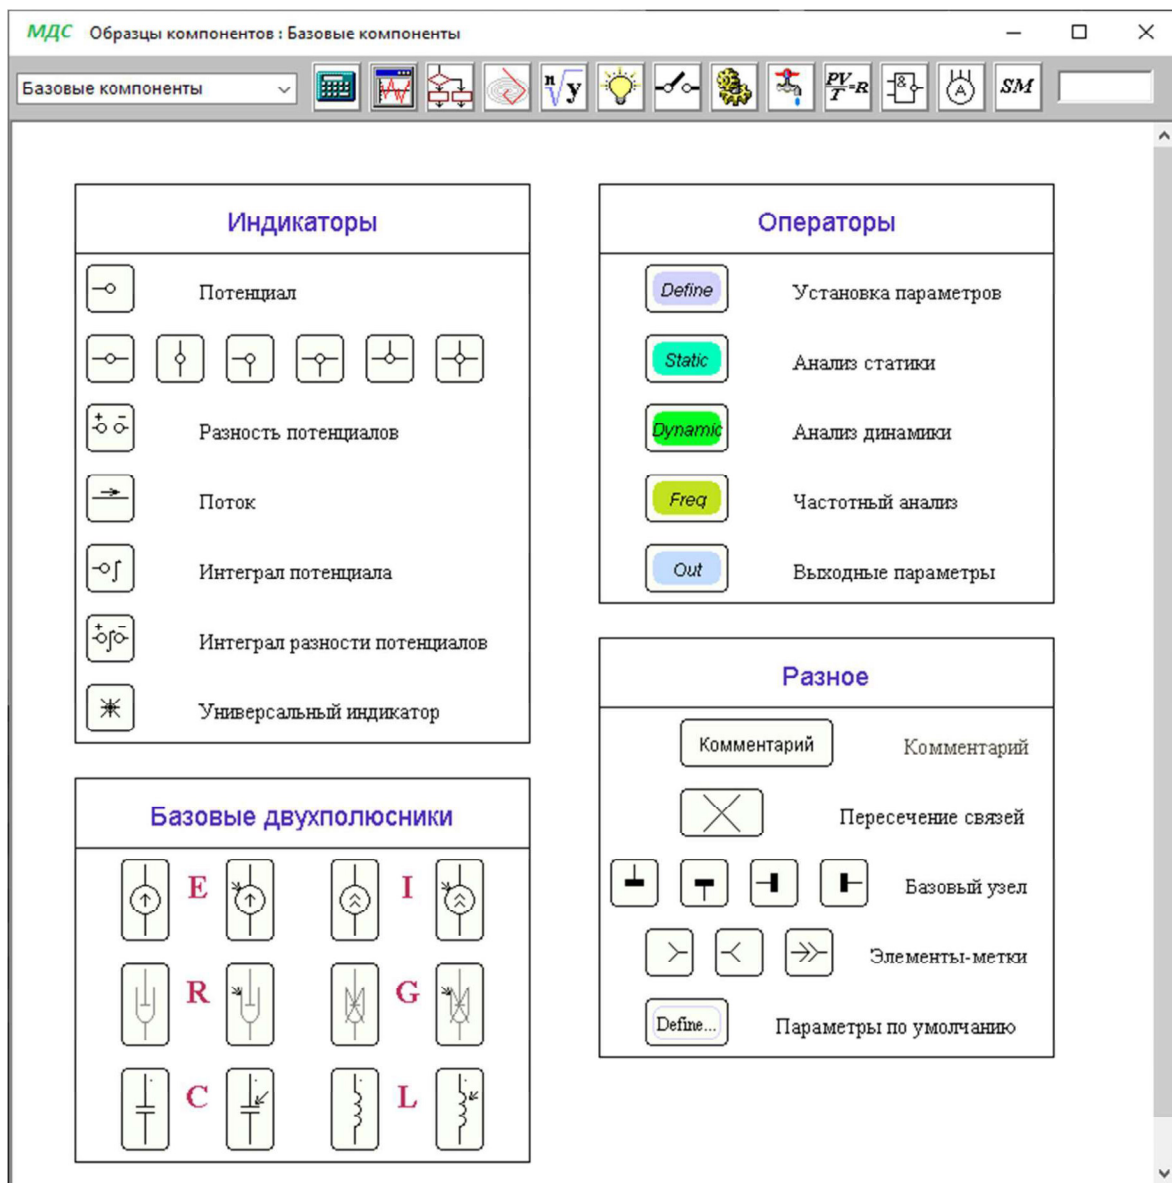 МДС Образцы компонентов : Базовые компоненты
Базовые компоненты
n√y
PV/T=R
&
A
SM
Индикаторы
Потенциал
+ −
Разность потенциалов
Поток
Интеграл потенциала
+ −
Интеграл разности потенциалов
Универсальный индикатор
Базовые двухполюсники
E I
R G
C L
Операторы
Define Установка параметров
Static Анализ статики
Dynamic Анализ динамики
Freq Частотный анализ
Out Выходные параметры
Разное
Комментарий Комментарий
Пересечение связей
Базовый узел
Элементы-метки
Define... Параметры по умолчанию